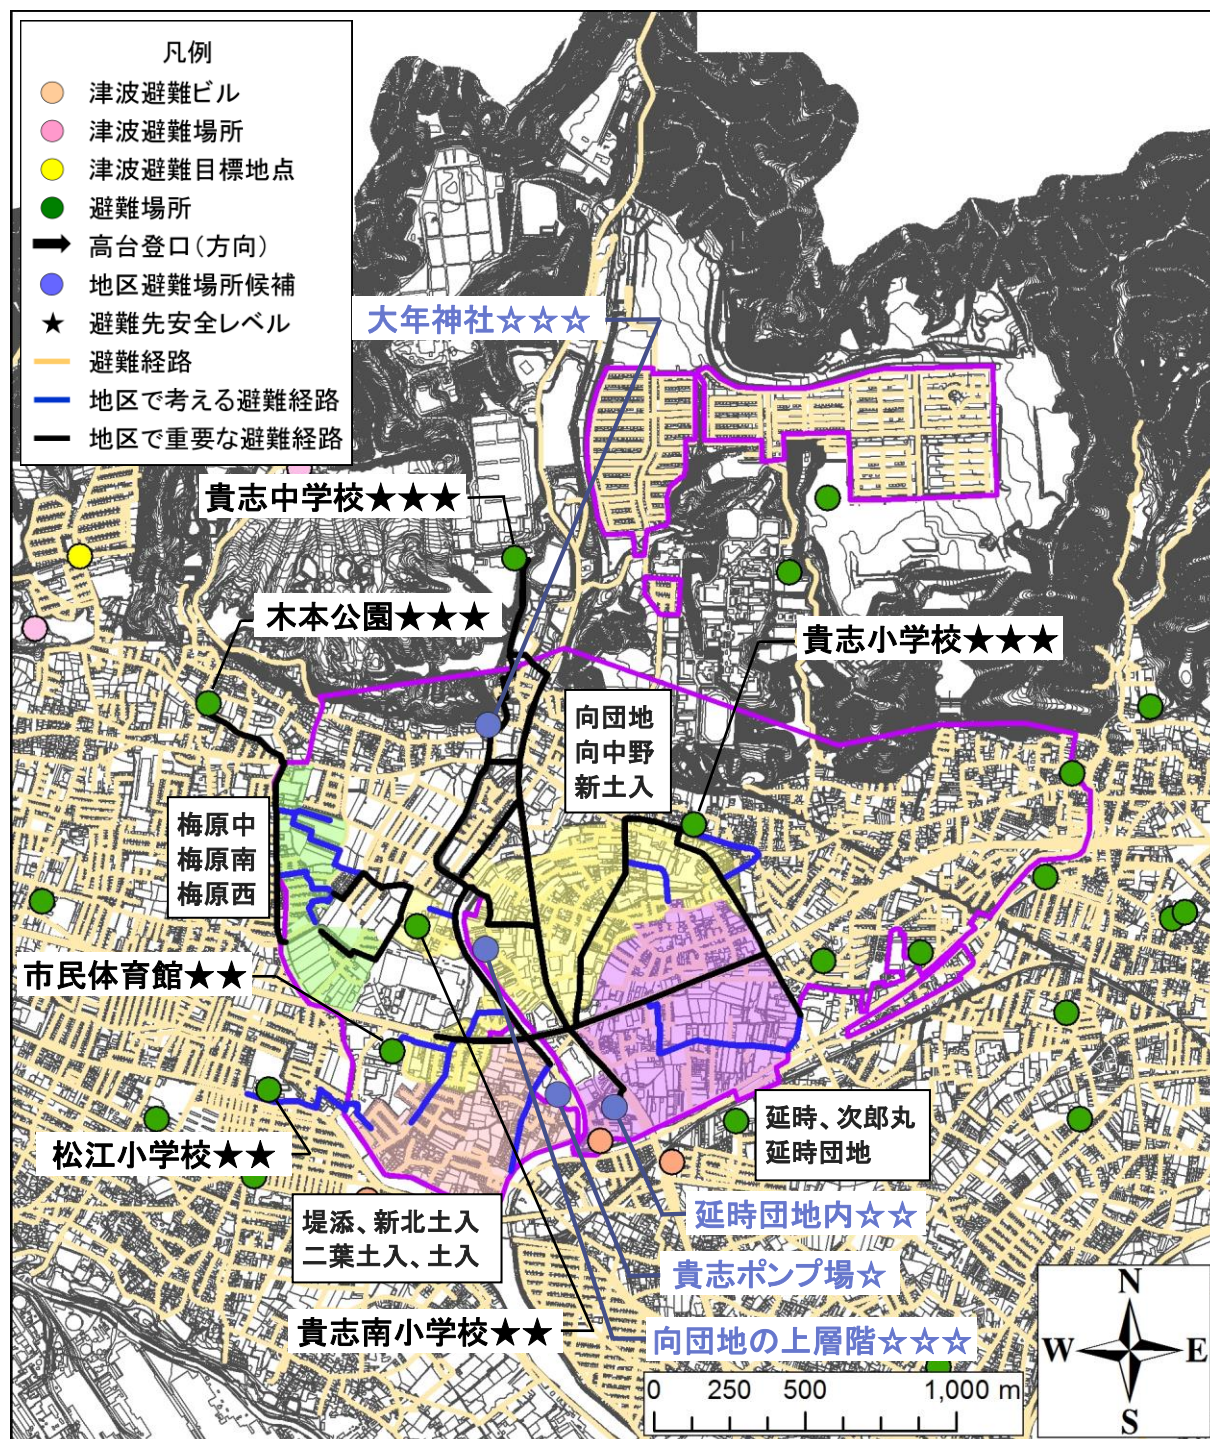 凡例
津波避難ビル
津波避難場所
津波避難目標地点
避難場所
高台登口(方向)
地区避難場所候補
★ 避難先安全レベル
避難経路
地区で考える避難経路
地区で重要な避難経路
大年神社☆☆☆
貴志中学校★★★
木本公園★★★
貴志小学校★★★
向団地
向中野
新土入
梅原中
梅原南
梅原西
市民体育館★★
松江小学校★★
延時、次郎丸
延時団地
堤添、新北土入
二葉土入、土入
延時団地内☆☆
貴志ポンプ場☆
貴志南小学校★★
向団地の上層階☆☆☆
N
W E
S
0 250 500 1,000 m